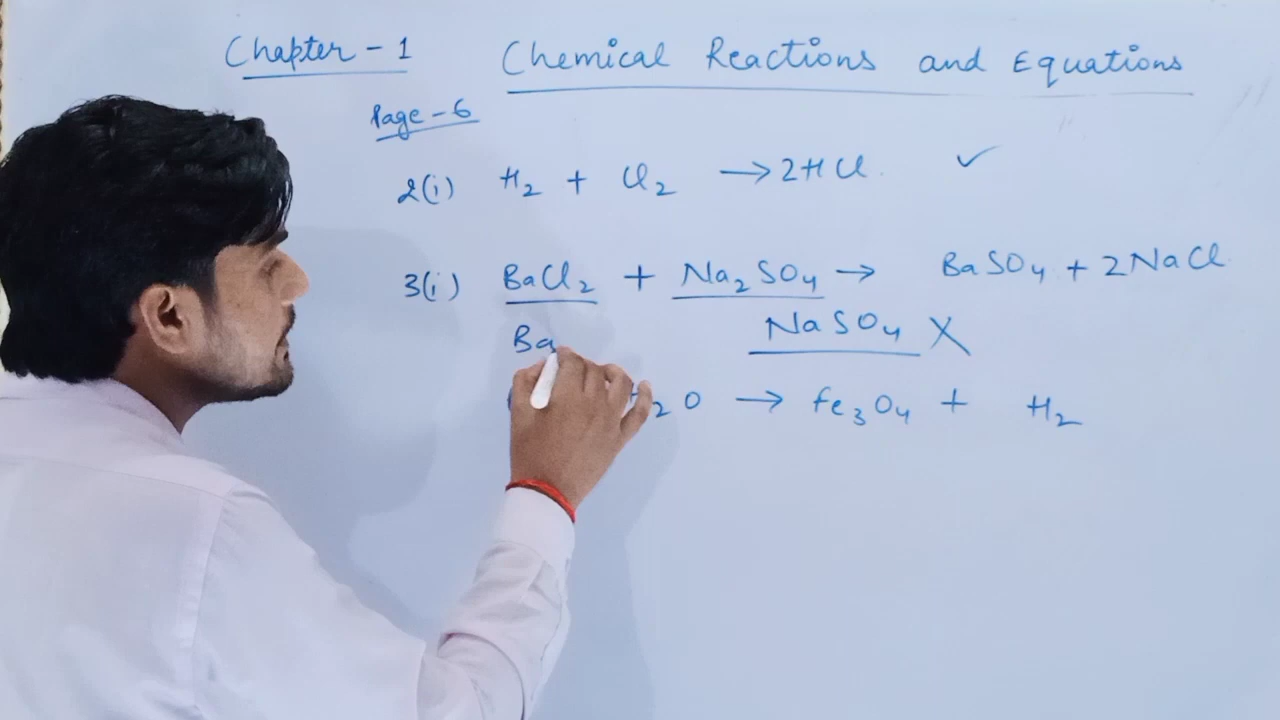 Chapter - 1 Chemical Reactions and Equations
Page - 6
2(i) H₂ + Cl₂ → 2HCl ✓
3(i) BaCl₂ + Na₂SO₄ → BaSO₄ + 2NaCl
Ba NaSO₄ X
₂O → Fe₃O₄ + H₂